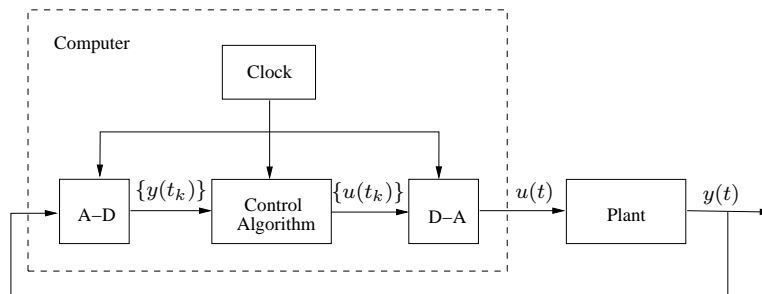 Computer
Clock
A–D
{y(t_k)}
Control
Algorithm
{u(t_k)}
D–A
u(t)
Plant
y(t)